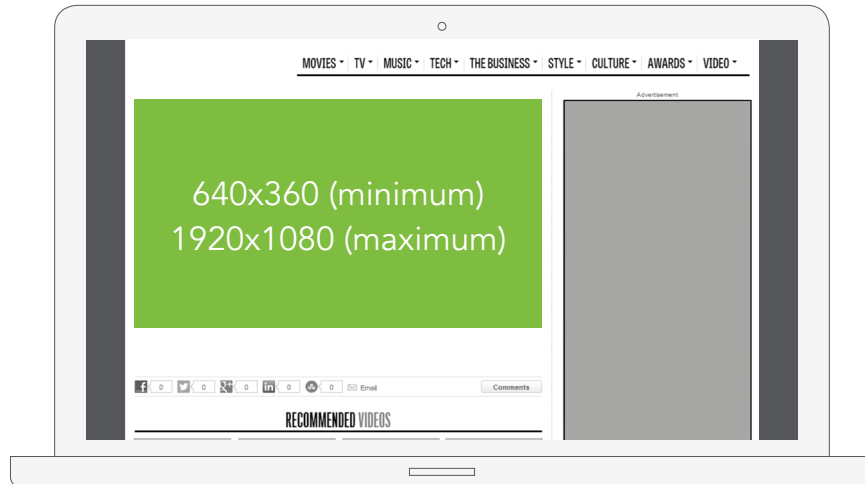 MOVIES TV MUSIC TECH THE BUSINESS STYLE CULTURE AWARDS VIDEO
Advertisement
640x360 (minimum)
1920x1080 (maximum)
f 0 0 g+ 0 in 0 0 Email Comments
RECOMMENDED VIDEOS